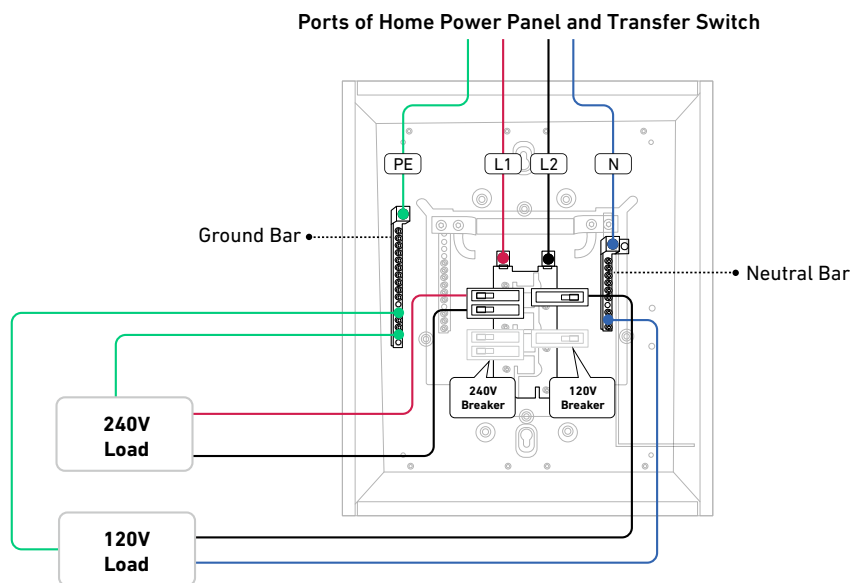 Ports of Home Power Panel and Transfer Switch
PE
L1
L2
N
Ground Bar
Neutral Bar
240V
Breaker
120V
Breaker
240V
Load
120V
Load